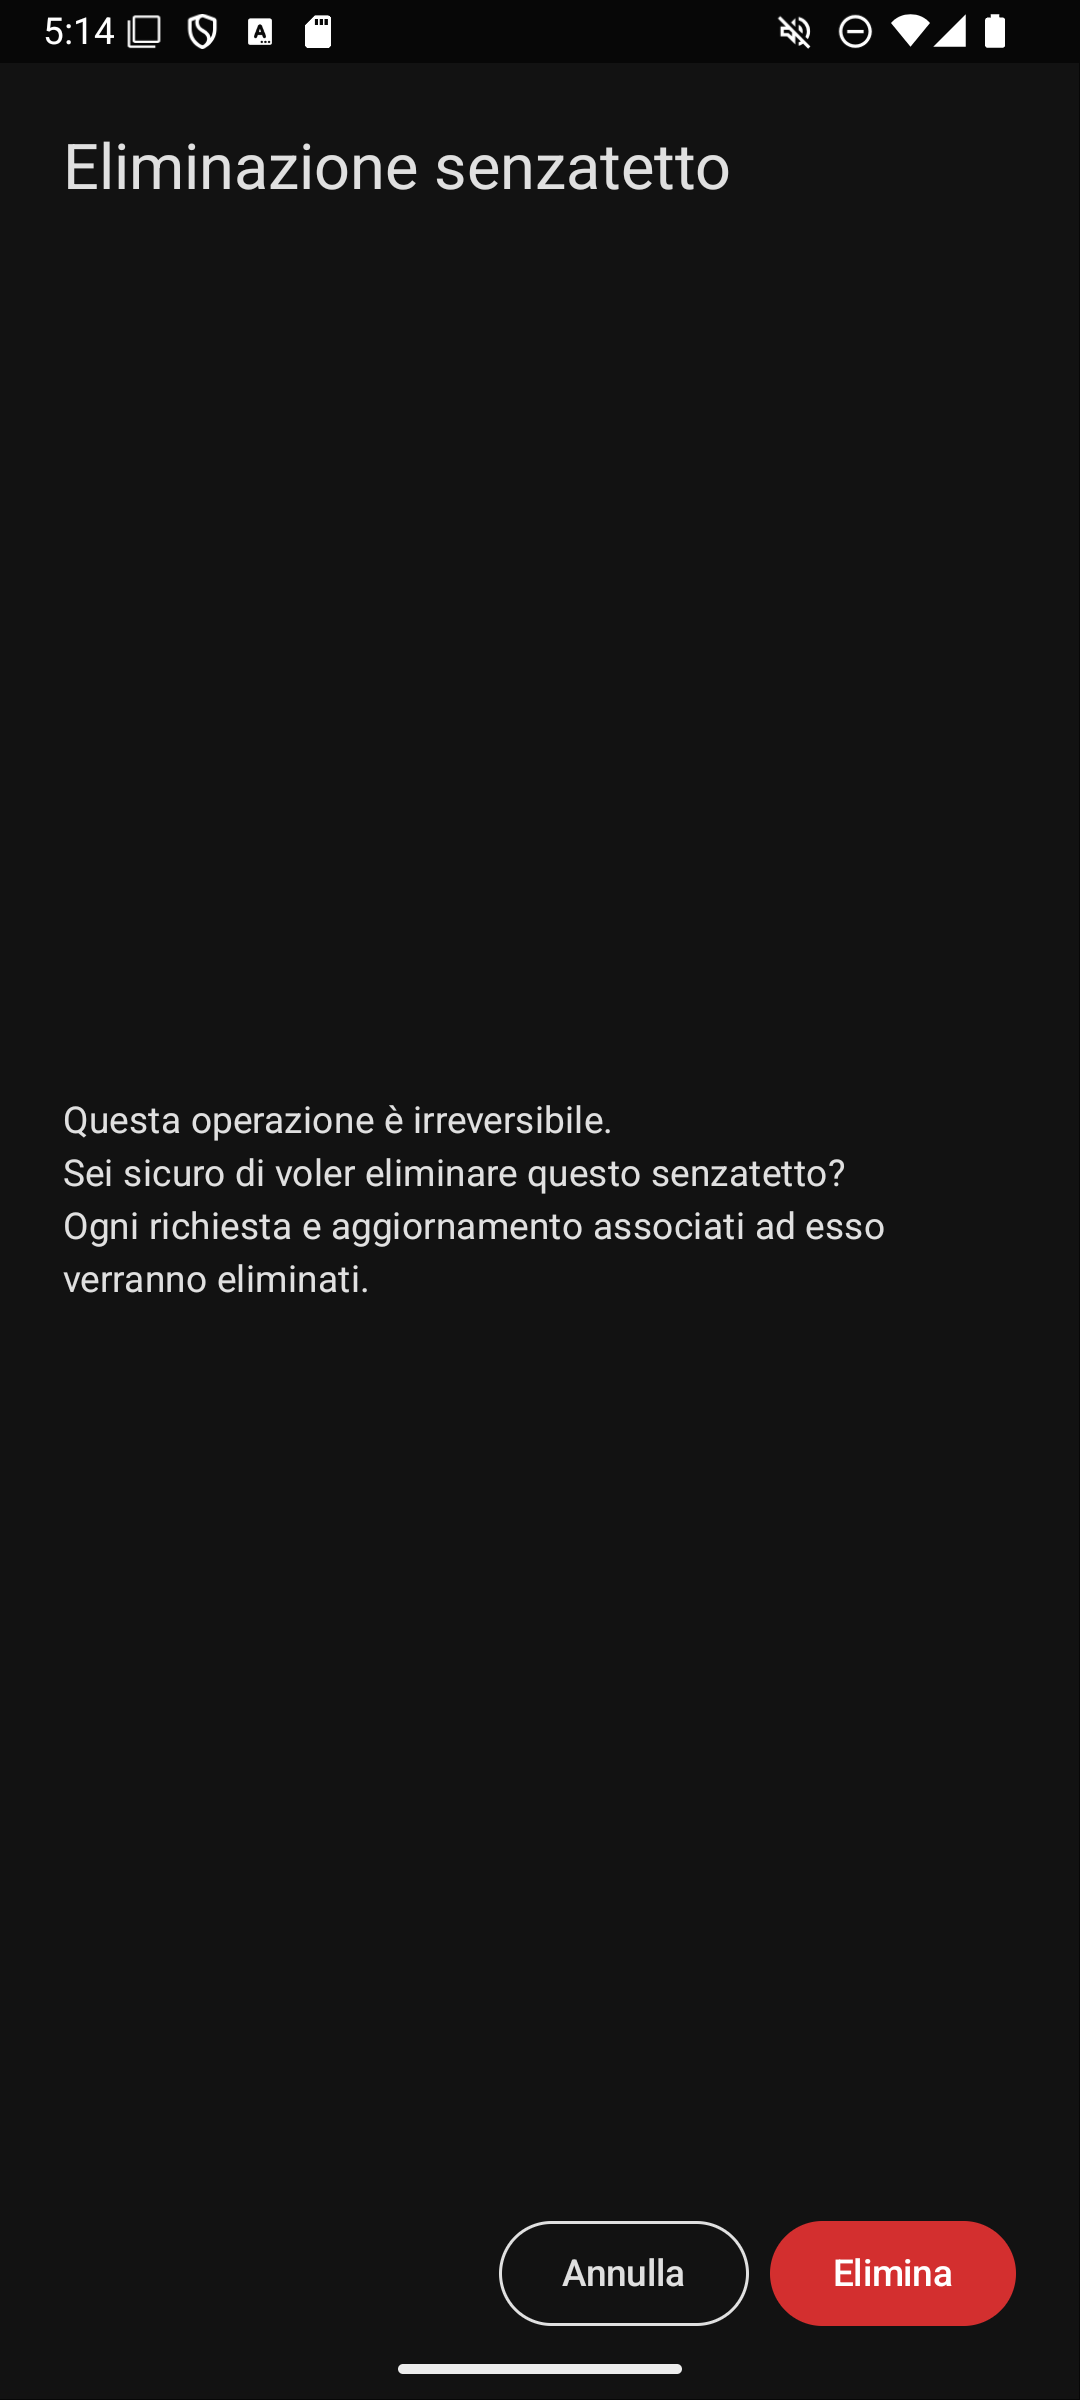 5:14
Eliminazione senzatetto
Questa operazione è irreversibile.
Sei sicuro di voler eliminare questo senzatetto?
Ogni richiesta e aggiornamento associati ad esso
verranno eliminati.
Annulla
Elimina